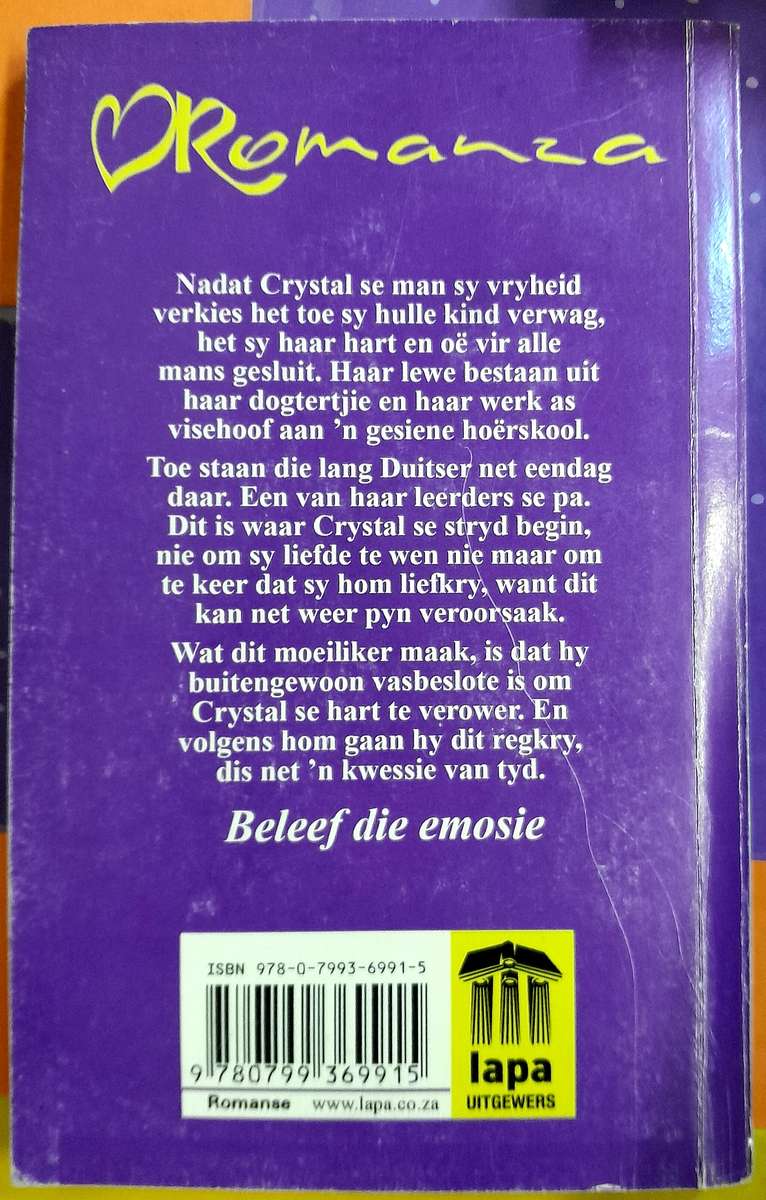 Romanza
Nadat Crystal se man sy vryheid
verkies het toe sy hulle kind verwag,
het sy haar hart en oë vir alle
mans gesluit. Haar lewe bestaan uit
haar dogtertjie en haar werk as
visehoof aan ’n gesiene hoërskool.
Toe staan die lang Duitser net eendag
daar. Een van haar leerders se pa.
Dit is waar Crystal se stryd begin,
nie om sy liefde te wen nie maar om
te keer dat sy hom liefkry, want dit
kan net weer pyn veroorsaak.
Wat dit moeiliker maak, is dat hy
buitengewoon vasbeslote is om
Crystal se hart te verower. En
volgens hom gaan hy dit regkry,
dis net ’n kwessie van tyd.
Beleef die emosie
ISBN 978-0-7993-6991-5
9 780799 369915
Romanse www.lapa.co.za
lapa
UITGEWERS